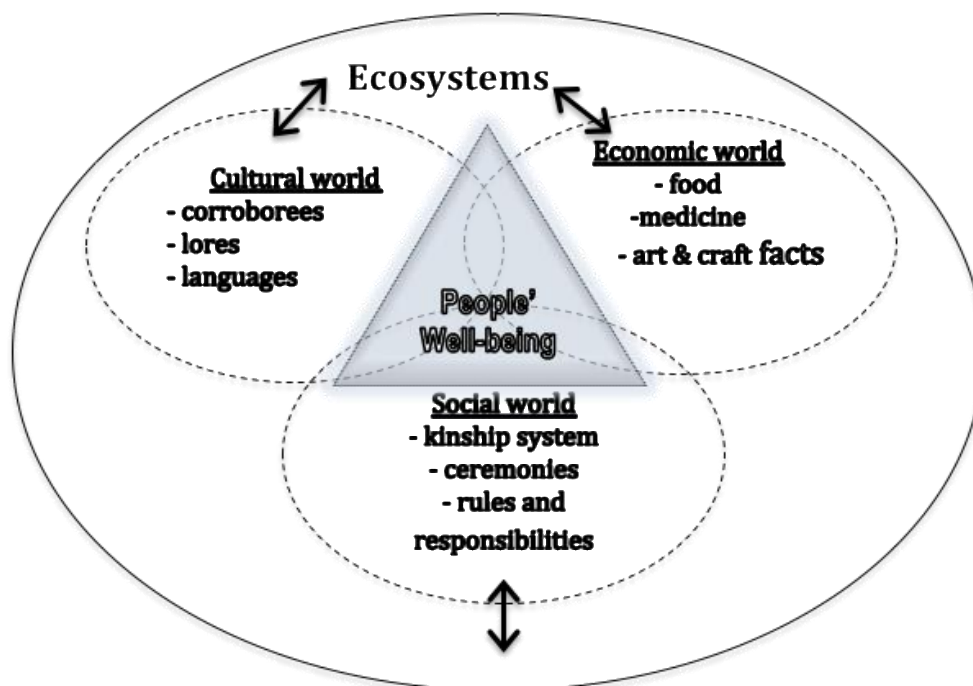 Ecosystems
Cultural world
- corroborees
- lores
- languages
Economic world
- food
-medicine
- art & craft facts
People'
Well-being
Social world
- kinship system
- ceremonies
- rules and
responsibilities